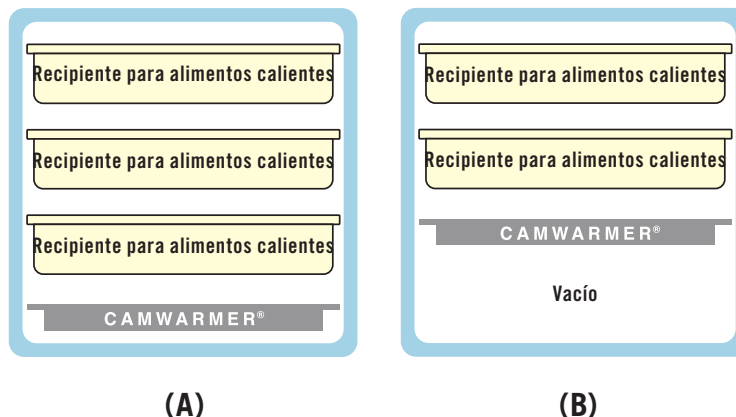 Recipiente para alimentos calientes
Recipiente para alimentos calientes
Recipiente para alimentos calientes
CAMWARMER®
(A)
Recipiente para alimentos calientes
Recipiente para alimentos calientes
CAMWARMER®
Vacío
(B)